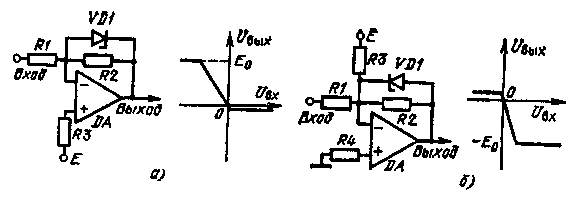 VD1
R1
R2
Вход
−
+
DA
Выход
R3
E
Uвых
E0
0
Uвх
а)
E
R3
VD1
R1
R2
Вход
−
+
R4
DA
Выход
Uвых
0
Uвх
−E0
б)